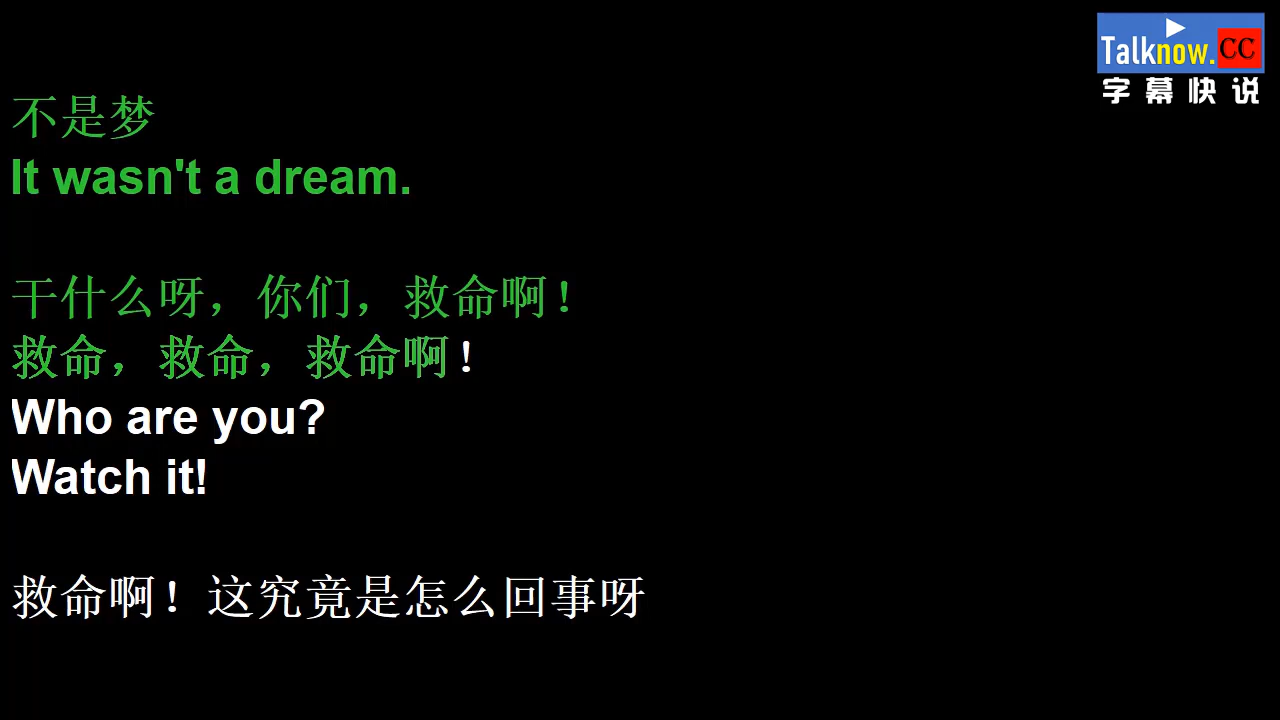 Talknow.CC
字幕快说
不是梦
It wasn't a dream.
干什么呀，你们，救命啊！
救命，救命，救命啊！
Who are you?
Watch it!
救命啊！这究竟是怎么回事呀